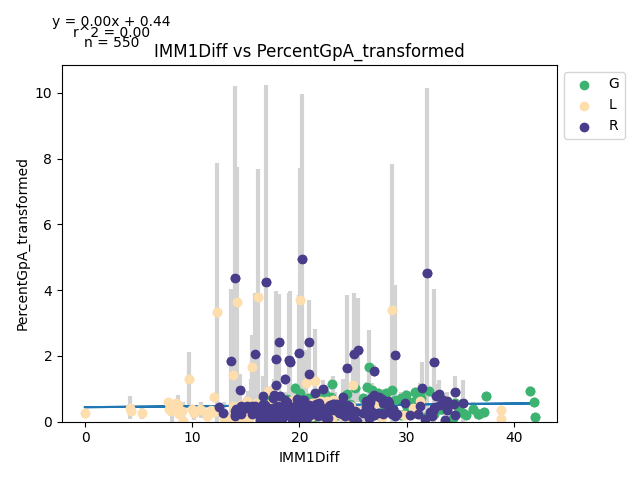 y = 0.00x + 0.44
r^2 = 0.00
n = 550
IMM1Diff vs PercentGpA_transformed
G
L
R
PercentGpA_transformed
10
8
6
4
2
0
0 10 20 30 40
IMM1Diff